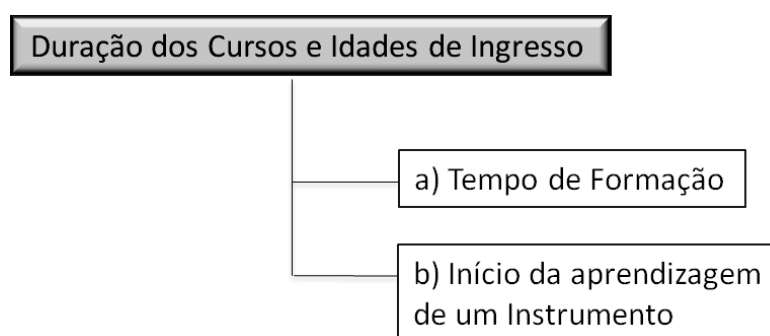 Duração dos Cursos e Idades de Ingresso
a) Tempo de Formação
b) Início da aprendizagem
de um Instrumento